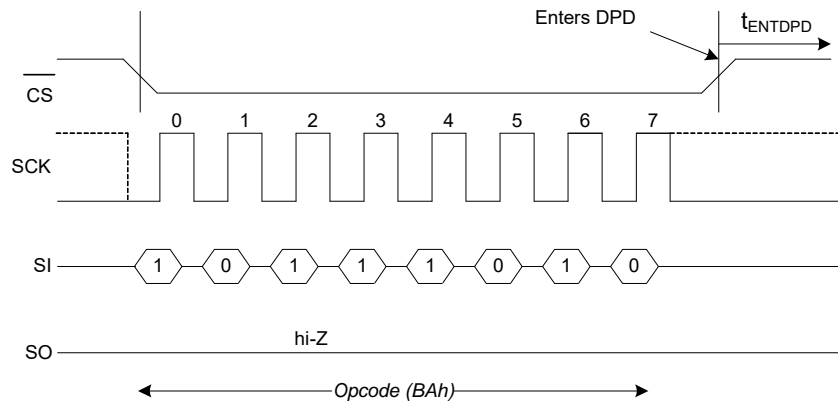 Enters DPD
tENTDPD
CS
0 1 2 3 4 5 6 7
SCK
SI 1 0 1 1 1 0 1 0
hi-Z
SO
Opcode (BAh)